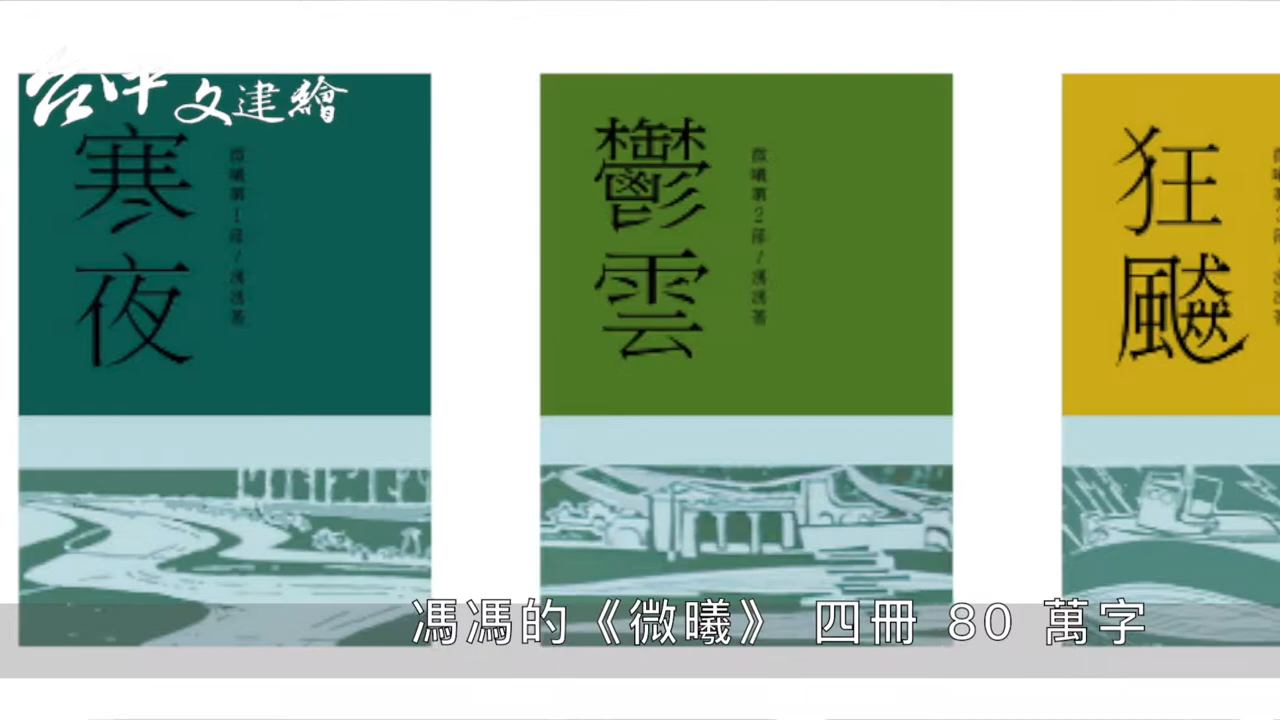 台中文建繪
寒夜
微曦第1部/馮馮著
鬱雲
微曦第2部/馮馮著
狂飈
馮馮的《微曦》 四冊 80 萬字